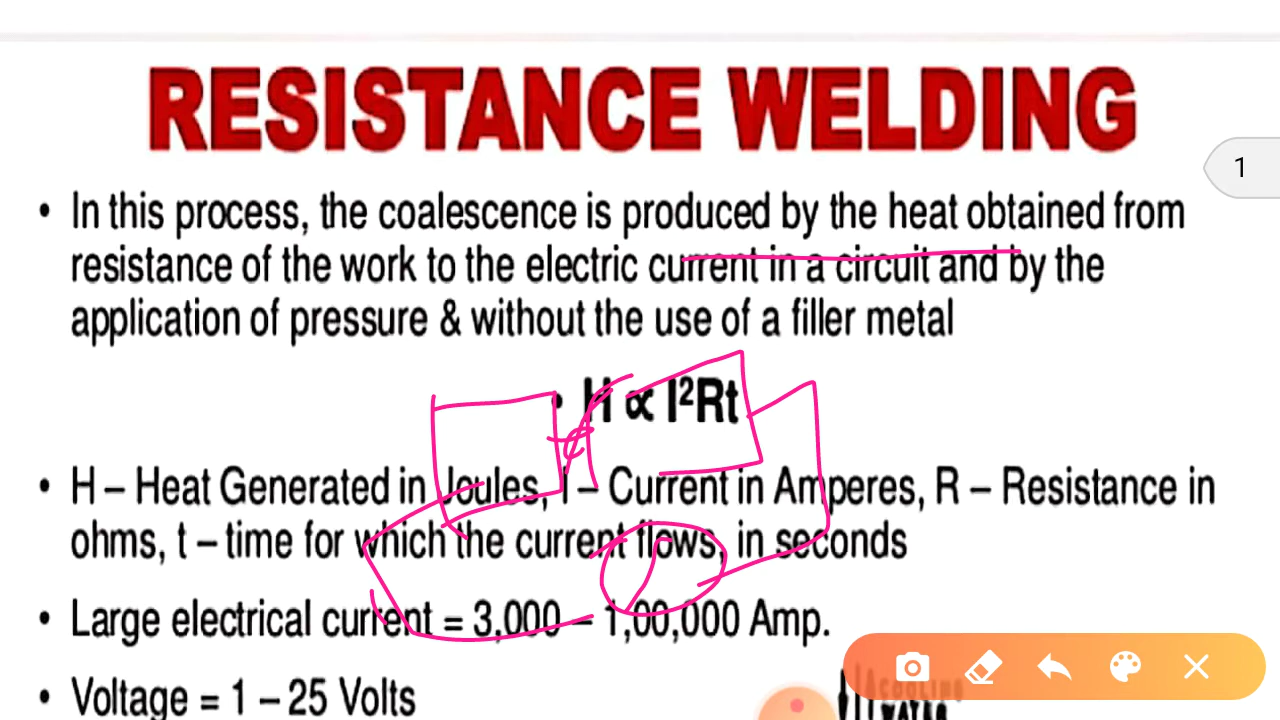 RESISTANCE WELDING
1
• In this process, the coalescence is produced by the heat obtained from
resistance of the work to the electric current in a circuit and by the
application of pressure & without the use of a filler metal
• H ∝ I²Rt
• H – Heat Generated in Joules, I – Current in Amperes, R – Resistance in
ohms, t – time for which the current flows, in seconds
• Large electrical current = 3,000 – 1,00,000 Amp.
• Voltage = 1 – 25 Volts
COOLING
WATER